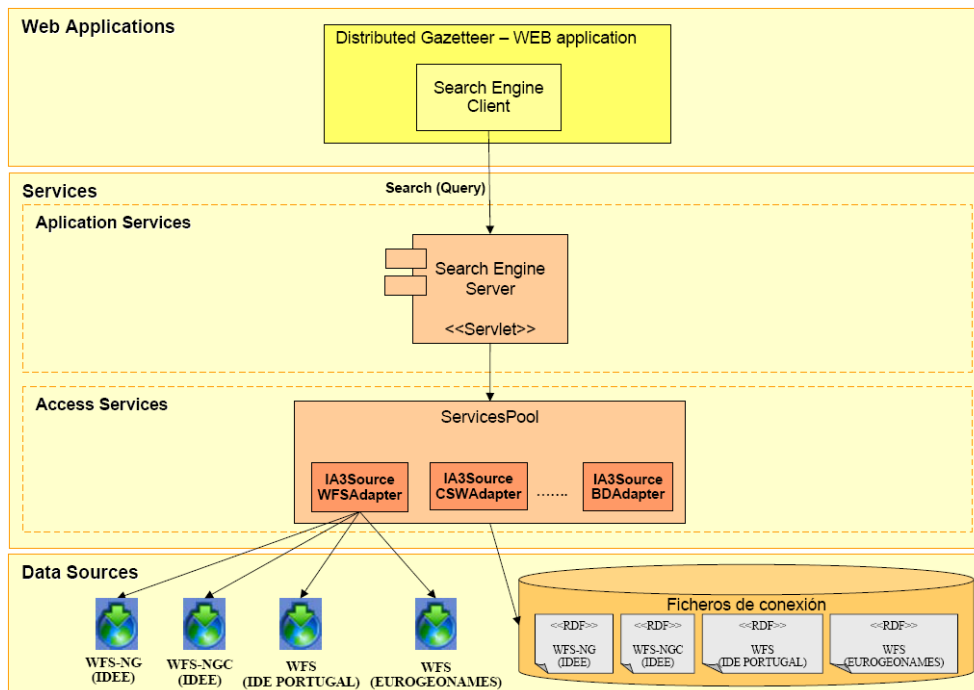 Web Applications
Distributed Gazetteer – WEB application
Search Engine
Client
Services
Search (Query)
Aplication Services
Search Engine
Server
<<Servlet>>
Access Services
ServicesPool
IA3Source
WFSAdapter
IA3Source
CSWAdapter
.......
IA3Source
BDAdapter
Data Sources
WFS-NG
(IDEE)
WFS-NGC
(IDEE)
WFS
(IDE PORTUGAL)
WFS
(EUROGEONAMES)
Ficheros de conexión
<<RDF>>
WFS-NG
(IDEE)
<<RDF>>
WFS-NGC
(IDEE)
<<RDF>>
WFS
(IDE PORTUGAL)
<<RDF>>
WFS
(EUROGEONAMES)